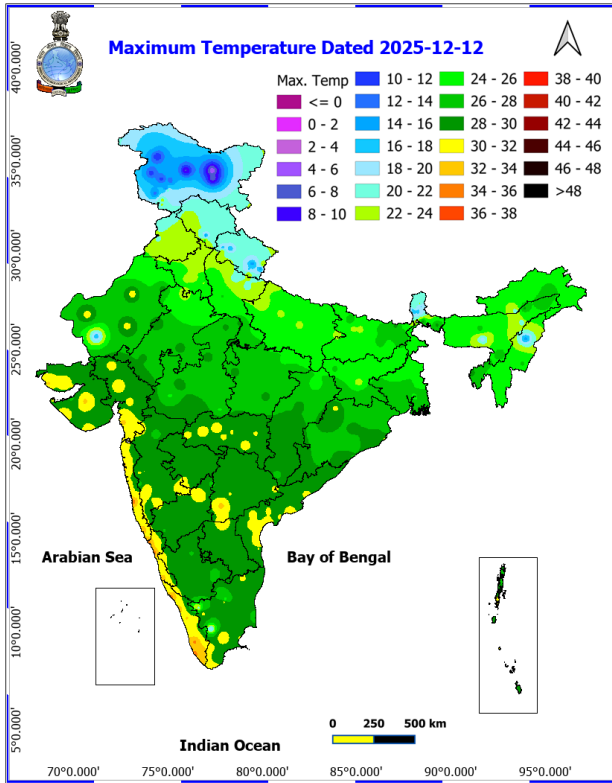 Maximum Temperature Dated 2025-12-12
Max. Temp
<= 0
0 - 2
2 - 4
4 - 6
6 - 8
8 - 10
10 - 12
12 - 14
14 - 16
16 - 18
18 - 20
20 - 22
22 - 24
24 - 26
26 - 28
28 - 30
30 - 32
32 - 34
34 - 36
36 - 38
38 - 40
40 - 42
42 - 44
44 - 46
46 - 48
>48
40°0.000'
35°0.000'
30°0.000'
25°0.000'
20°0.000'
15°0.000'
10°0.000'
5°0.000'
Arabian Sea
Bay of Bengal
Indian Ocean
0 250 500 km
70°0.000' 75°0.000' 80°0.000' 85°0.000' 90°0.000' 95°0.000'